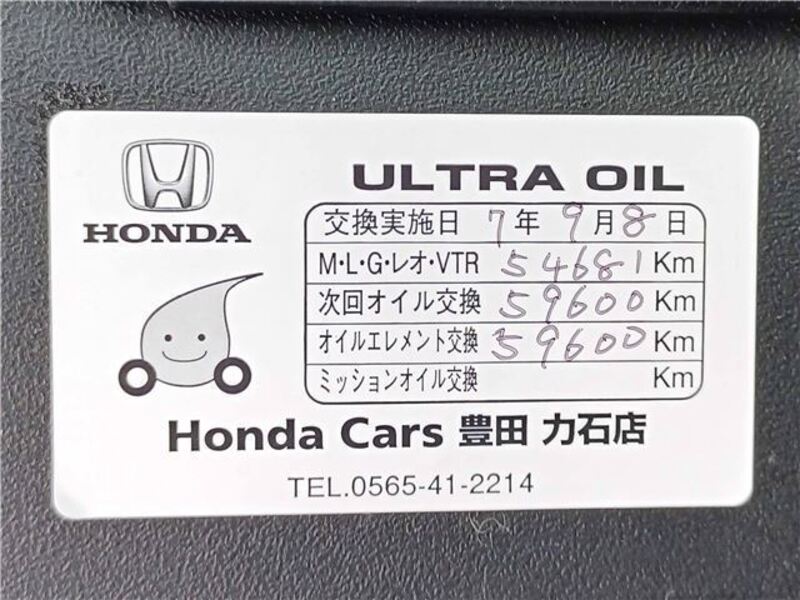 HONDA
ULTRA OIL
交換実施日 7年 9月 8日
M・L・G・レオ・VTR 54681 Km
次回オイル交換 59600 Km
オイルエレメント交換 59600 Km
ミッションオイル交換 Km
Honda Cars 豊田 力石店
TEL.0565-41-2214